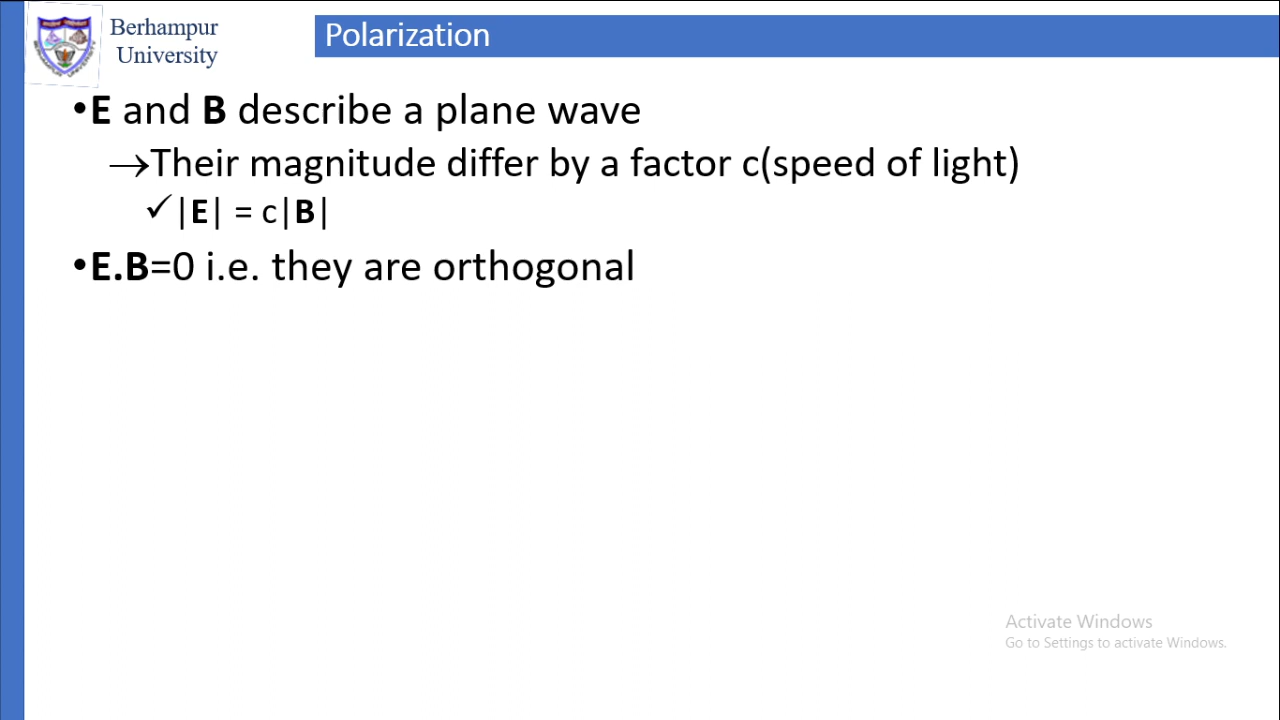 Berhampur
University
Polarization
•E and B describe a plane wave
→Their magnitude differ by a factor c(speed of light)
✓|E| = c|B|
•E.B=0 i.e. they are orthogonal
Activate Windows
Go to Settings to activate Windows.